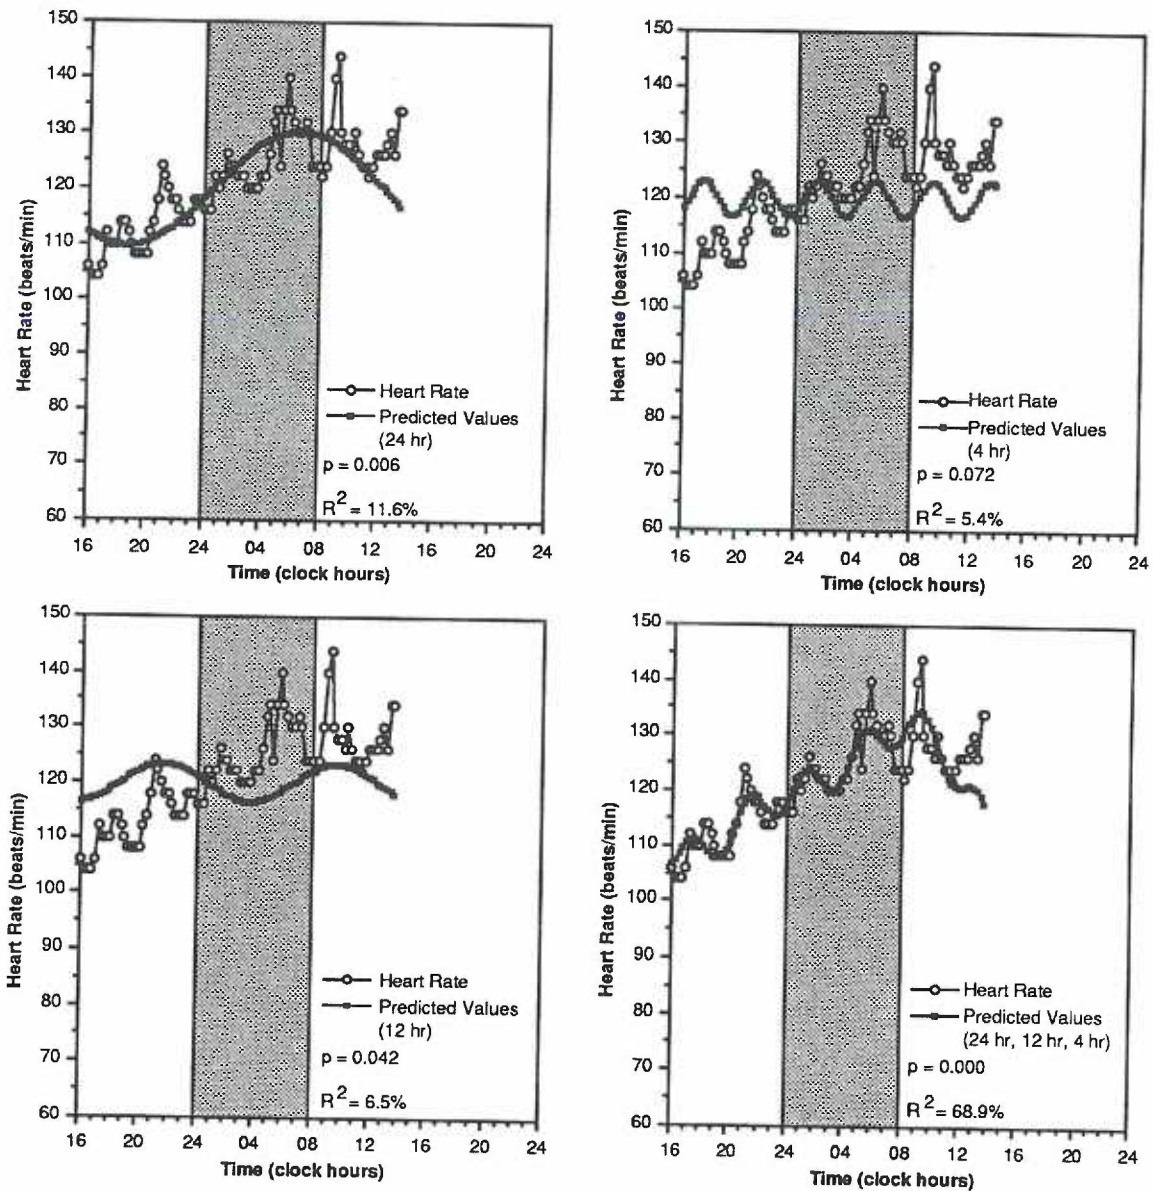 150
140
130
120
110
100
90
80
70
60
Heart Rate (beats/min)
Heart Rate
Predicted Values
(24 hr)
p = 0.006
R2 = 11.6%
16 20 24 04 08 12 16 20 24
Time (clock hours)
150
140
130
120
110
100
90
80
70
60
Heart Rate (beats/min)
Heart Rate
Predicted Values
(4 hr)
p = 0.072
R2 = 5.4%
16 20 24 04 08 12 16 20 24
Time (clock hours)
150
140
130
120
110
100
90
80
70
60
Heart Rate (beats/min)
Heart Rate
Predicted Values
(12 hr)
p = 0.042
R2 = 6.5%
16 20 24 04 08 12 16 20 24
Time (clock hours)
150
140
130
120
110
100
90
80
70
60
Heart Rate (beats/min)
Heart Rate
Predicted Values
(24 hr, 12 hr, 4 hr)
p = 0.000
R2 = 68.9%
16 20 24 04 08 12 16 20 24
Time (clock hours)